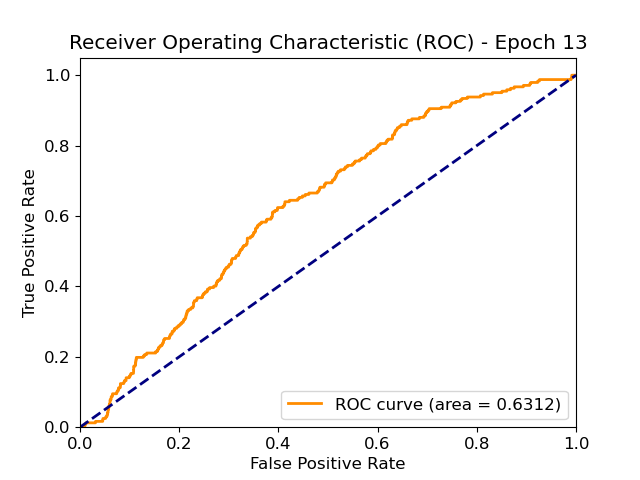 Receiver Operating Characteristic (ROC) - Epoch 13
1.0
0.8
0.6
0.4
0.2
0.0
True Positive Rate
ROC curve (area = 0.6312)
0.0 0.2 0.4 0.6 0.8 1.0
False Positive Rate